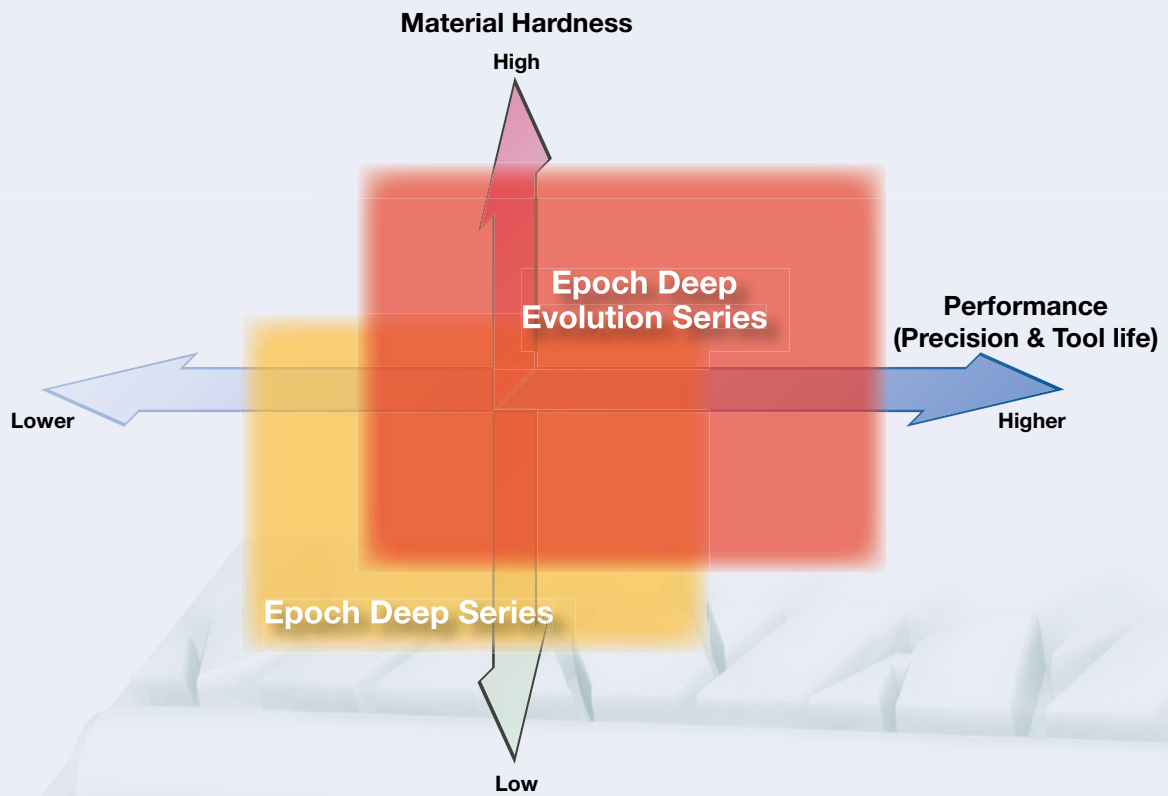 Material Hardness
High
Epoch Deep
Evolution Series
Performance
(Precision & Tool life)
Lower
Higher
Epoch Deep Series
Low